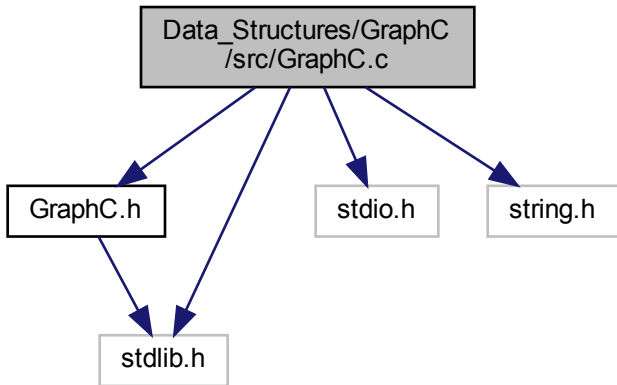 Data_Structures/GraphC
/src/GraphC.c
GraphC.h
stdio.h
string.h
stdlib.h